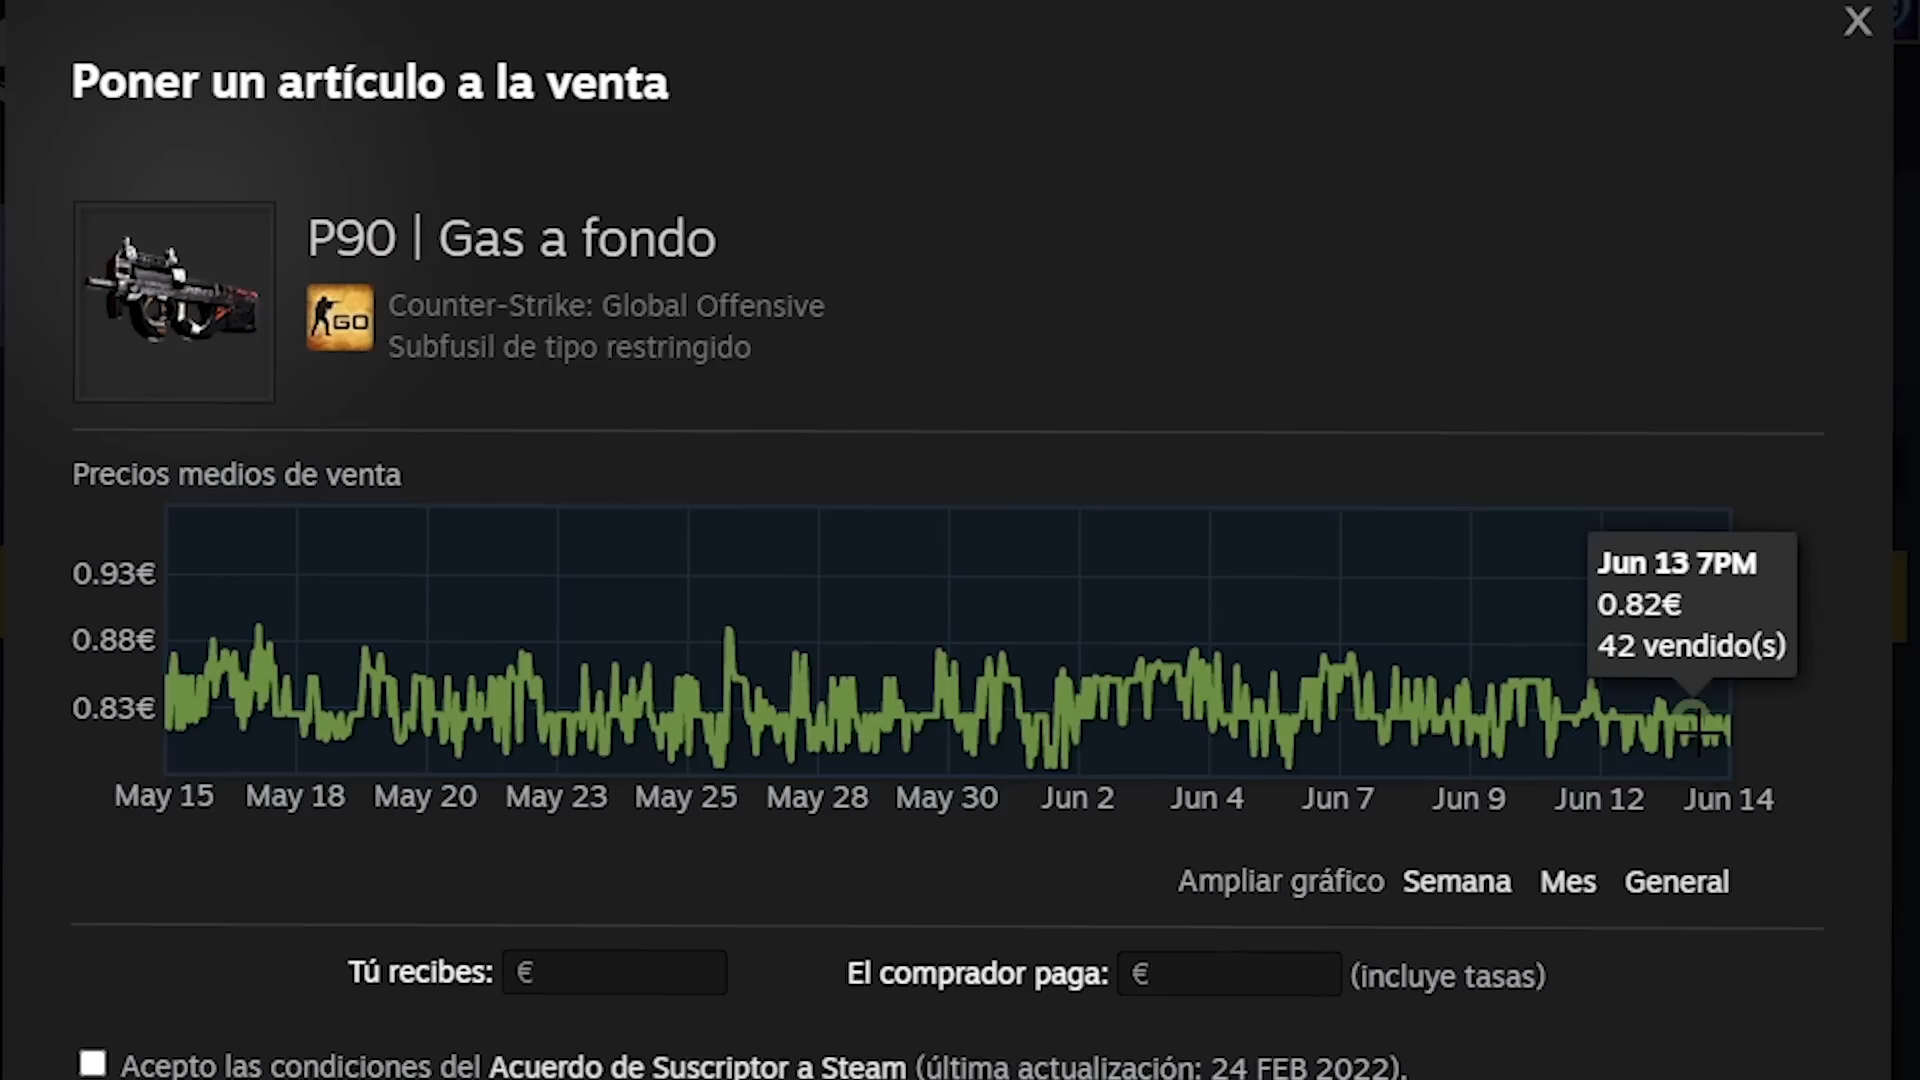 X
Poner un artículo a la venta
P90 | Gas a fondo
GO
Counter-Strike: Global Offensive
Subfusil de tipo restringido
Precios medios de venta
0.93€
0.88€
0.83€
Jun 13 7PM
0.82€
42 vendido(s)
May 15 May 18 May 20 May 23 May 25 May 28 May 30 Jun 2 Jun 4 Jun 7 Jun 9 Jun 12 Jun 14
Ampliar gráfico Semana Mes General
Tú recibes: € El comprador paga: € (incluye tasas)
Acepto las condiciones del Acuerdo de Suscriptor a Steam (última actualización: 24 FEB 2022).